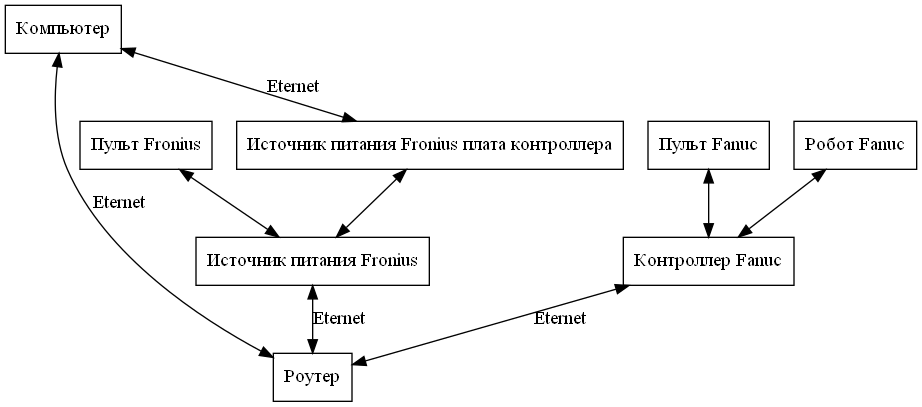 Компьютер
Eternet
Пульт Fronius
Источник питания Fronius плата контроллера
Пульт Fanuc
Робот Fanuc
Eternet
Источник питания Fronius
Контроллер Fanuc
Eternet
Eternet
Роутер